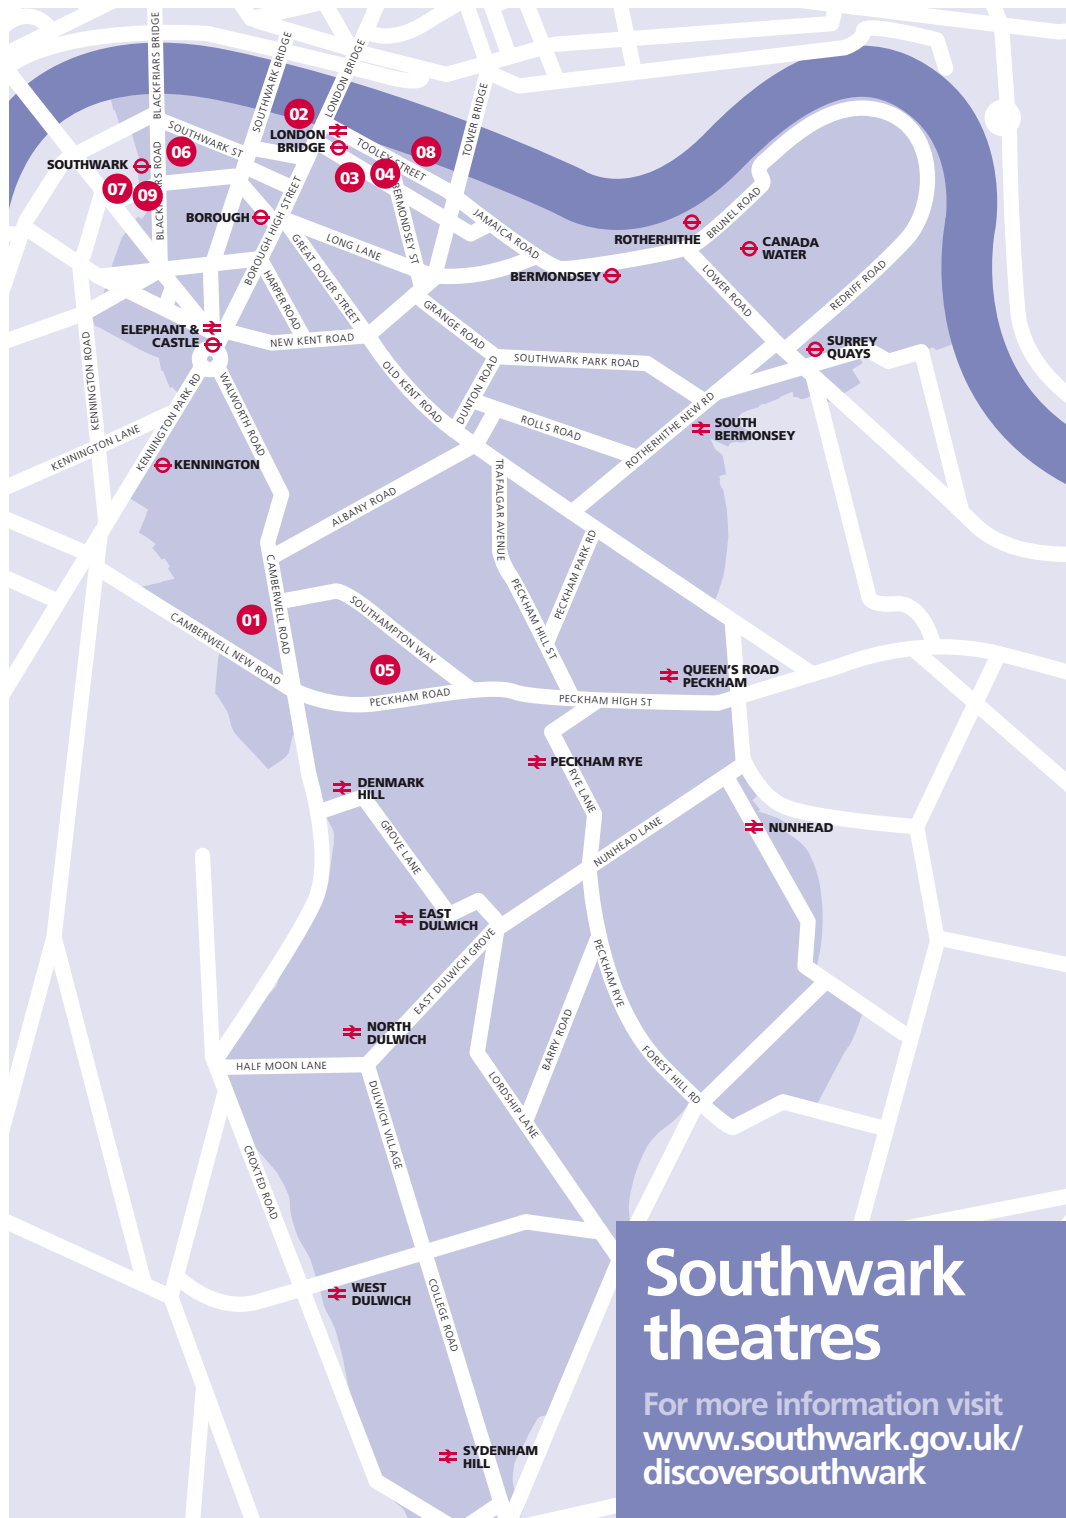 BLACKFRIARS BRIDGE
SOUTHWARK BRIDGE
LONDON BRIDGE
TOWER BRIDGE
02
LONDON
BRIDGE
SOUTHWARK ST
TOOLEY STREET
08
06
SOUTHWARK
07
09
03
04
BERMONDSEY ST
BOROUGH
BOROUGH HIGH STREET
LONG LANE
JAMAICA ROAD
ROTHERHITHE
BRUNEL ROAD
CANADA
WATER
BERMONDSEY
LOWER ROAD
REDRIFF ROAD
GREAT DOVER STREET
HARPER ROAD
GRANGE ROAD
ELEPHANT &
CASTLE
NEW KENT ROAD
SURREY
QUAYS
SOUTHWARK PARK ROAD
KENNINGTON ROAD
KENNINGTON PARK RD
WALWORTH ROAD
OLD KENT ROAD
DUNTON ROAD
ROLLS ROAD
ROTHERHITHE NEW RD
SOUTH
BERMONSEY
KENNINGTON LANE
KENNINGTON
ALBANY ROAD
TRAFALGAR AVENUE
PECKHAM PARK RD
CAMBERWELL ROAD
PECKHAM HILL ST
01
SOUTHAMPTON WAY
CAMBERWELL NEW ROAD
05
QUEEN'S ROAD
PECKHAM
PECKHAM ROAD
PECKHAM HIGH ST
PECKHAM RYE
RYE LANE
DENMARK
HILL
GROVE LANE
NUNHEAD LANE
NUNHEAD
EAST
DULWICH
EAST DULWICH GROVE
PECKHAM RYE
NORTH
DULWICH
BARRY ROAD
HALF MOON LANE
FOREST HILL RD
DULWICH VILLAGE
LORDSHIP LANE
CROXTED ROAD
WEST
DULWICH
COLLEGE ROAD
SYDENHAM
HILL
Southwark
theatres
For more information visit
www.southwark.gov.uk/
discoversouthwark